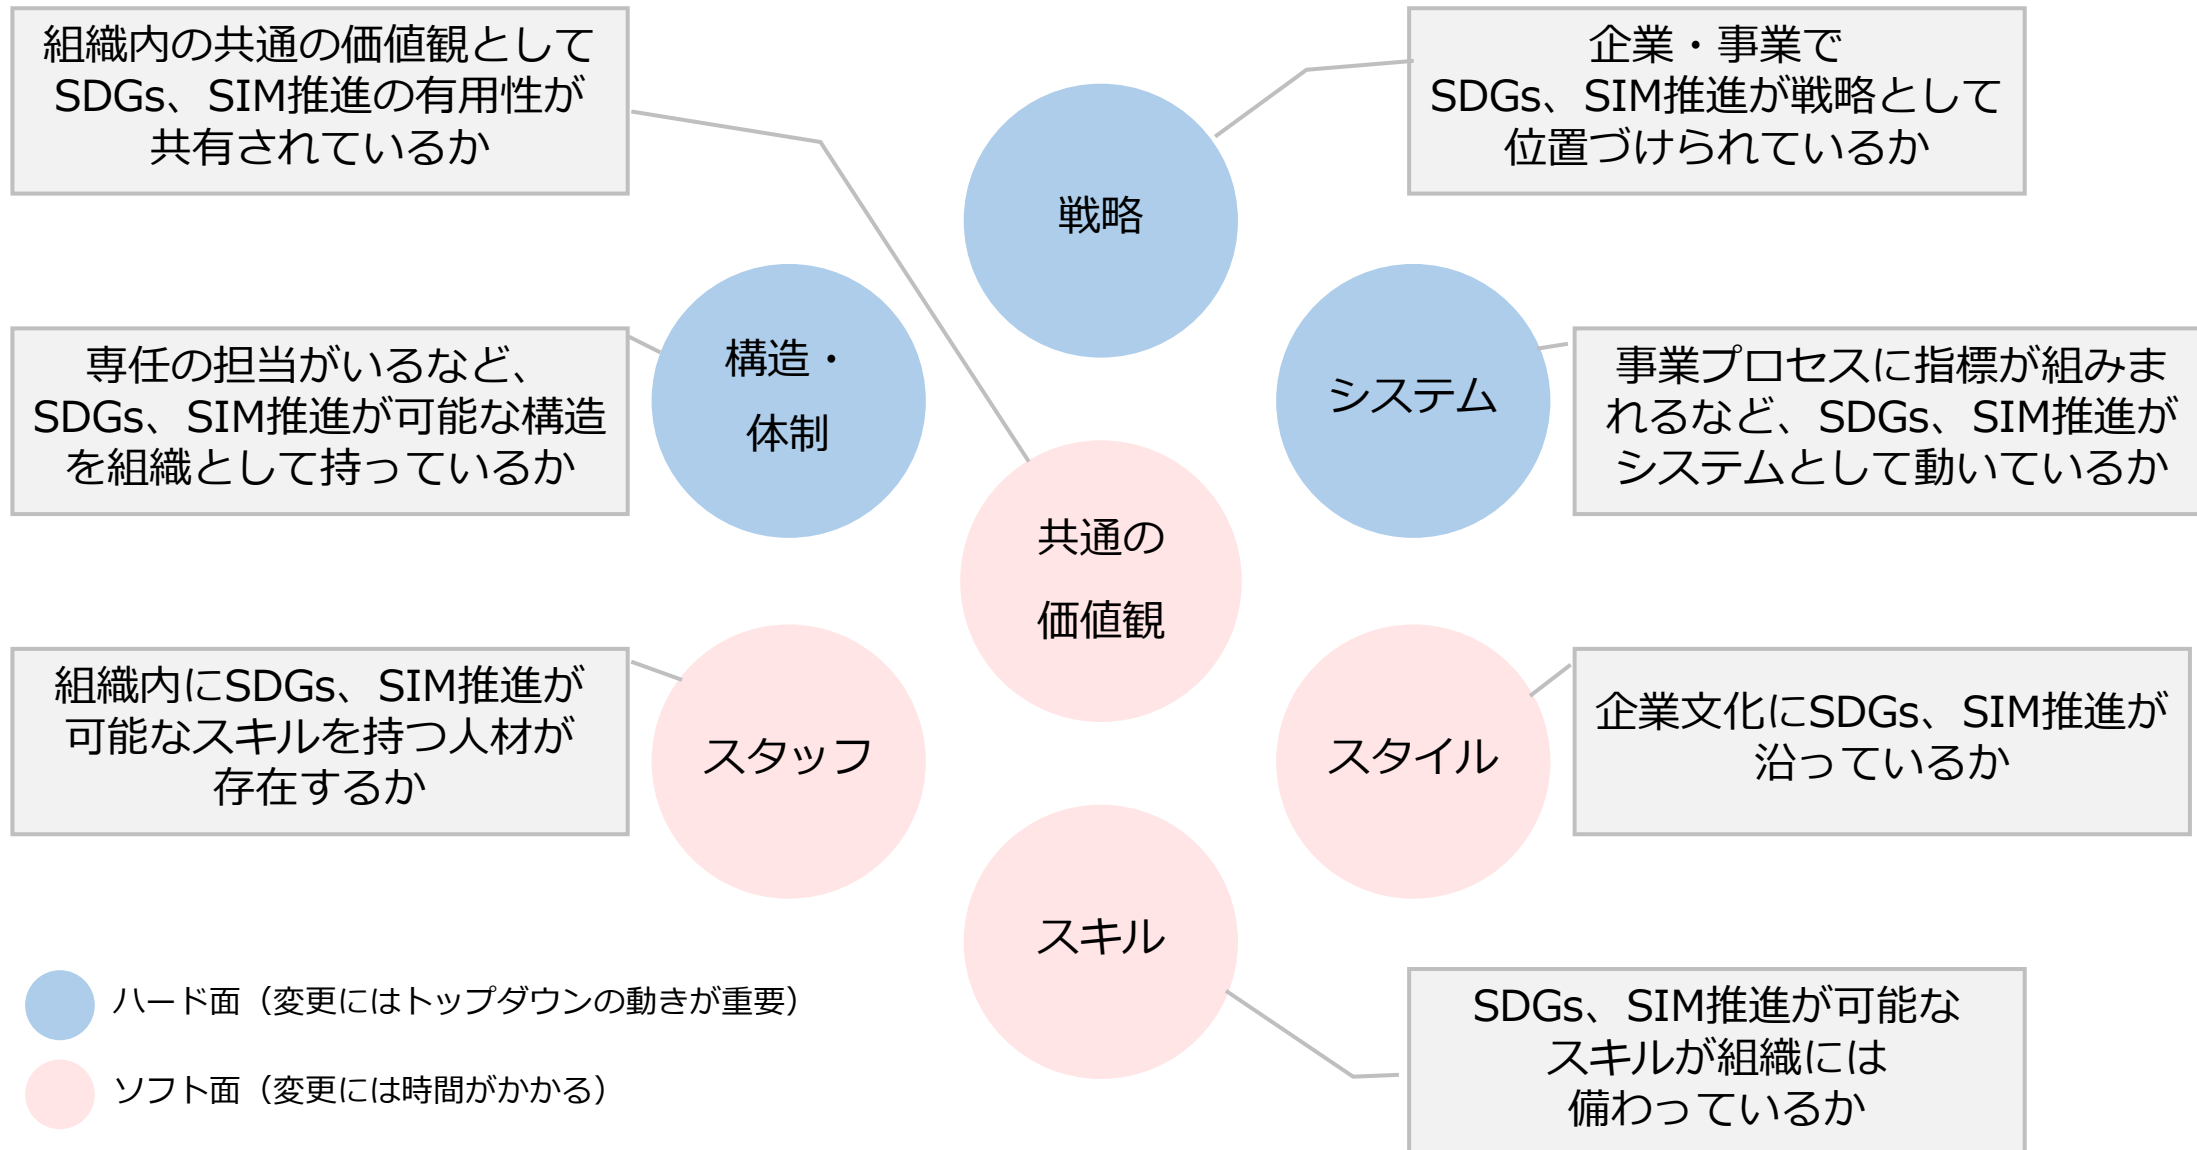 組織内の共通の価値観として
SDGs、SIM推進の有用性が
共有されているか
企業・事業で
SDGs、SIM推進が戦略として
位置づけられているか
戦略
専任の担当がいるなど、
SDGs、SIM推進が可能な構造
を組織として持っているか
構造・
体制
システム
事業プロセスに指標が組みま
れるなど、SDGs、SIM推進が
システムとして動いているか
共通の
価値観
組織内にSDGs、SIM推進が
可能なスキルを持つ人材が
存在するか
スタッフ
スタイル
企業文化にSDGs、SIM推進が
沿っているか
スキル
SDGs、SIM推進が可能な
スキルが組織には
備わっているか
ハード面（変更にはトップダウンの動きが重要）
ソフト面（変更には時間がかかる）